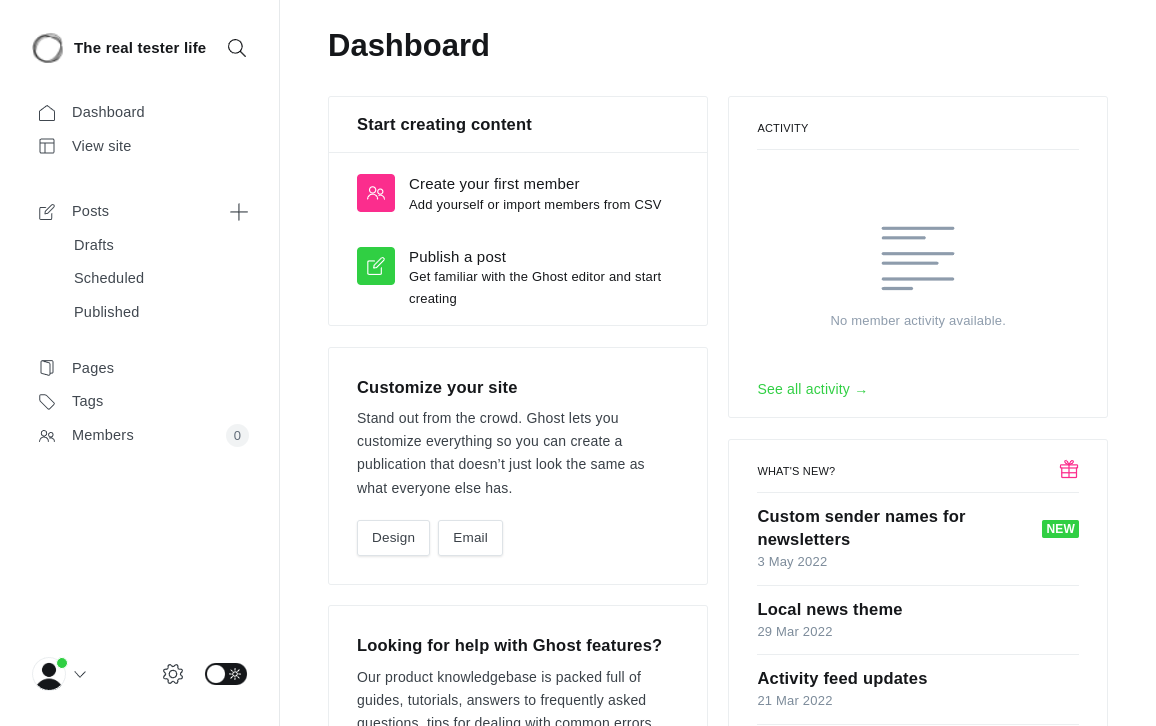 The real tester life
Dashboard
View site
Posts
Drafts
Scheduled
Published
Pages
Tags
Members
0
Dashboard
Start creating content
Create your first member
Add yourself or import members from CSV
Publish a post
Get familiar with the Ghost editor and start
creating
Customize your site
Stand out from the crowd. Ghost lets you
customize everything so you can create a
publication that doesn’t just look the same as
what everyone else has.
Design
Email
Looking for help with Ghost features?
Our product knowledgebase is packed full of
guides, tutorials, answers to frequently asked
questions, tips for dealing with common errors
ACTIVITY
No member activity available.
See all activity →
WHAT'S NEW?
Custom sender names for
newsletters
NEW
3 May 2022
Local news theme
29 Mar 2022
Activity feed updates
21 Mar 2022